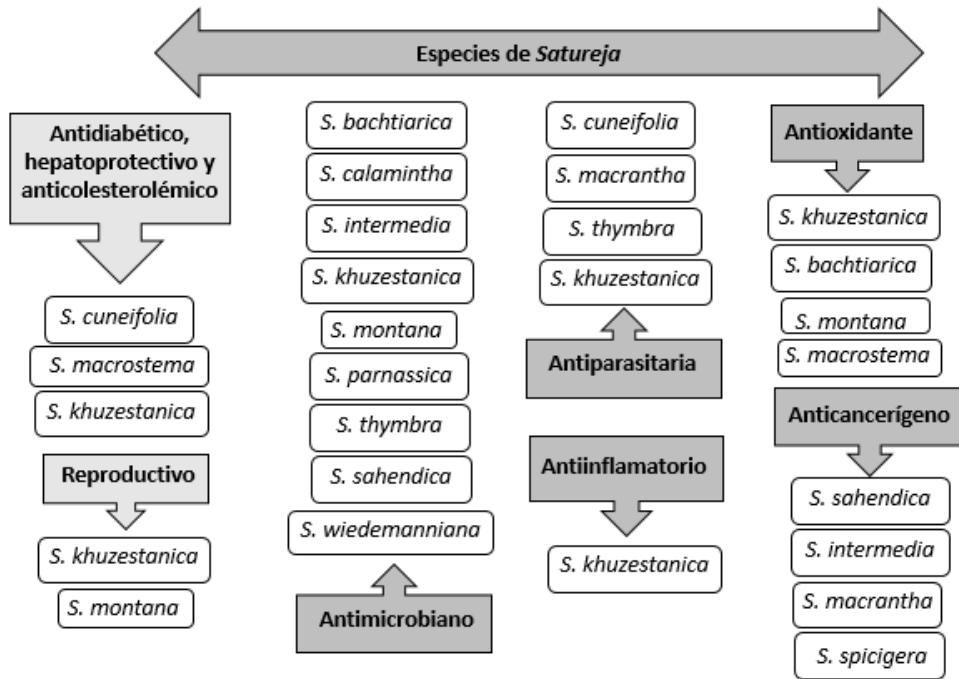 Especies de Satureja
Antidiabético,
hepatoprotectivo y
anticolesterolémico
S. cuneifolia
S. macrostema
S. khuzestanica
Reproductivo
S. khuzestanica
S. montana
S. bachtiarica
S. calamintha
S. intermedia
S. khuzestanica
S. montana
S. parnassica
S. thymbra
S. sahendica
S. wiedemanniana
Antimicrobiano
S. cuneifolia
S. macrantha
S. thymbra
S. khuzestanica
Antiparasitaria
Antiinflamatorio
S. khuzestanica
Antioxidante
S. khuzestanica
S. bachtiarica
S. montana
S. macrostema
Anticancerígeno
S. sahendica
S. intermedia
S. macrantha
S. spicigera